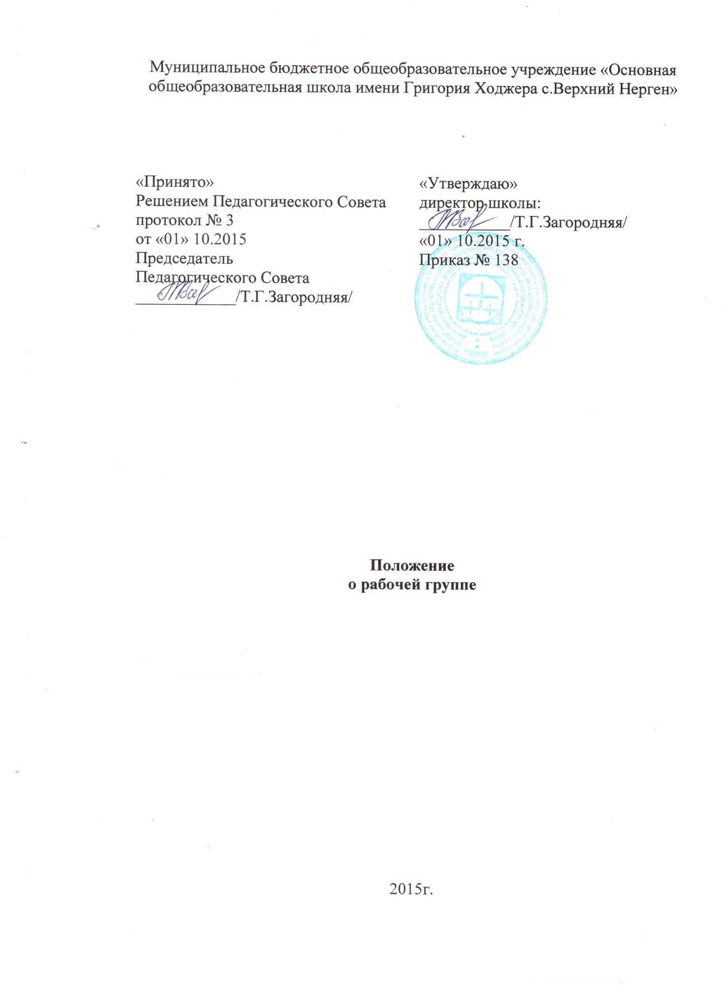 Муниципальное бюджетное общеобразовательное учреждение «Основная
общеобразовательная школа имени Григория Ходжера с.Верхний Нерген»
«Принято»
Решением Педагогического Совета
протокол № 3
от «01» 10.2015
Председатель
Педагогического Совета
____________/Т.Г.Загородняя/
«Утверждаю»
директор школы:
___________/Т.Г.Загородняя/
«01» 10.2015 г.
Приказ № 138
Положение
о рабочей группе
2015г.